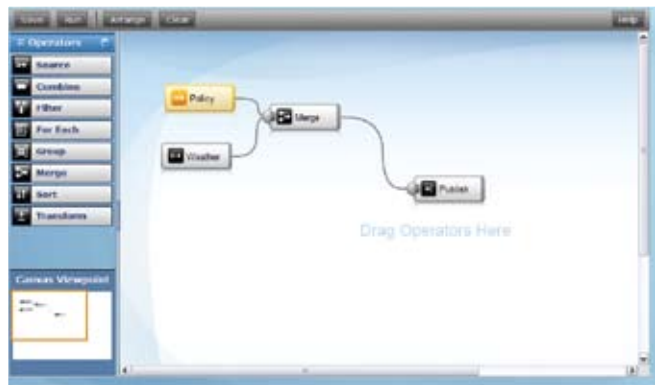 Save Run Arrange Clear Help
Operators
Source
Combine
Filter
For Each
Group
Merge
Sort
Transform
Policy
Merge
Weather
Publish
Drag Operators Here
Canvas Viewpoint